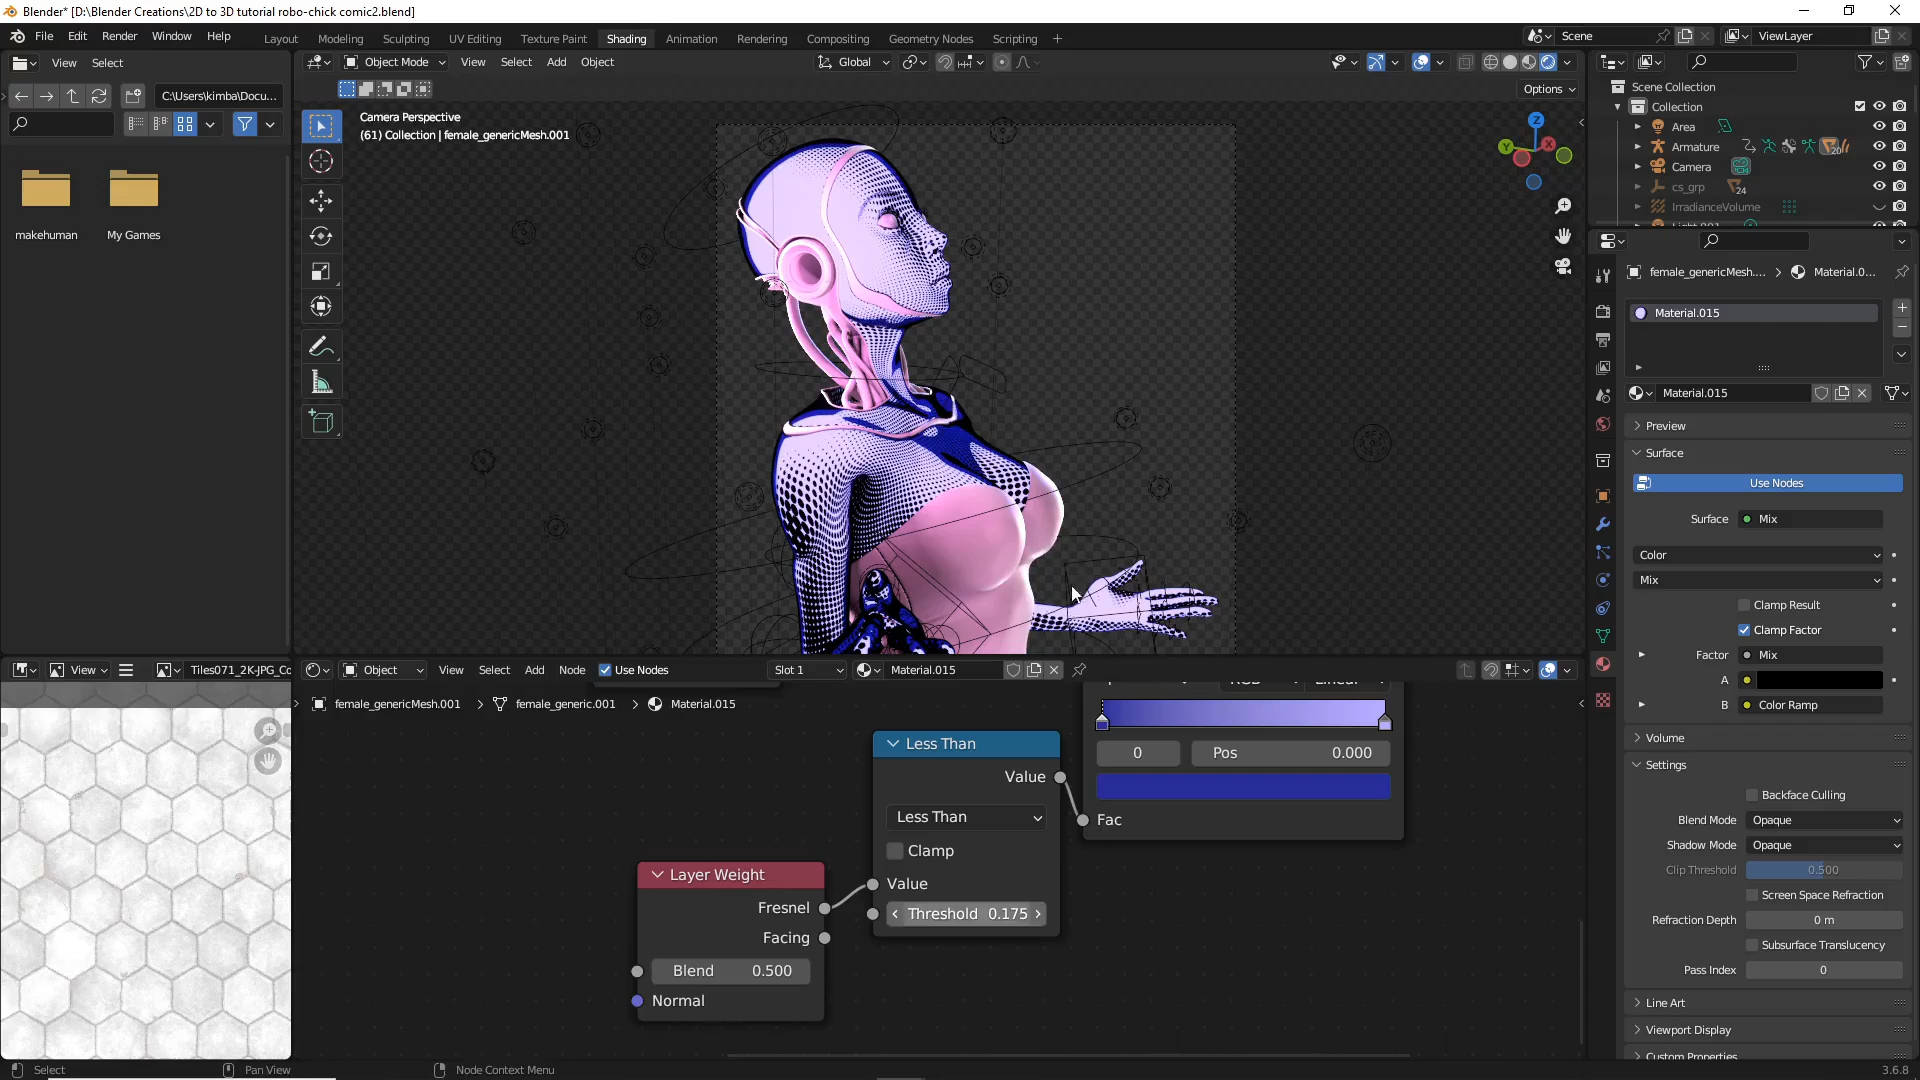 Blender* [D:\Blender Creations\2D to 3D tutorial robo-chick comic2.blend]
File Edit Render Window Help
Layout Modeling Sculpting UV Editing Texture Paint Shading Animation Rendering Compositing Geometry Nodes Scripting
Scene
ViewLayer
View Select
Object Mode View Select Add Object
Global
C:\Users\kimba\Docu...
Options
makehuman
My Games
Camera Perspective
(61) Collection | female_genericMesh.001
Z
Y
X
Scene Collection
Collection
Area
Armature
20
Camera
cs_grp
24
IrradianceVolume
female_genericMesh....
Material.0...
Material.015
Material.015
Preview
Surface
Use Nodes
Surface Mix
Color
Mix
Clamp Result
Clamp Factor
Factor Mix
A
B Color Ramp
Volume
Settings
Backface Culling
Blend Mode Opaque
Shadow Mode Opaque
Clip Threshold 0.500
Screen Space Refraction
Refraction Depth 0 m
Subsurface Translucency
Pass Index 0
Line Art
Viewport Display
Custom Properties
View
Tiles071_2K-JPG_Co
Object View Select Add Node Use Nodes
Slot 1
Material.015
female_genericMesh.001
female_generic.001
Material.015
RGB
Linear
0
Pos 0.000
Fac
Less Than
Value
Less Than
Clamp
Value
Threshold 0.175
Layer Weight
Fresnel
Facing
Blend 0.500
Normal
Select
Pan View
Node Context Menu
3.6.8